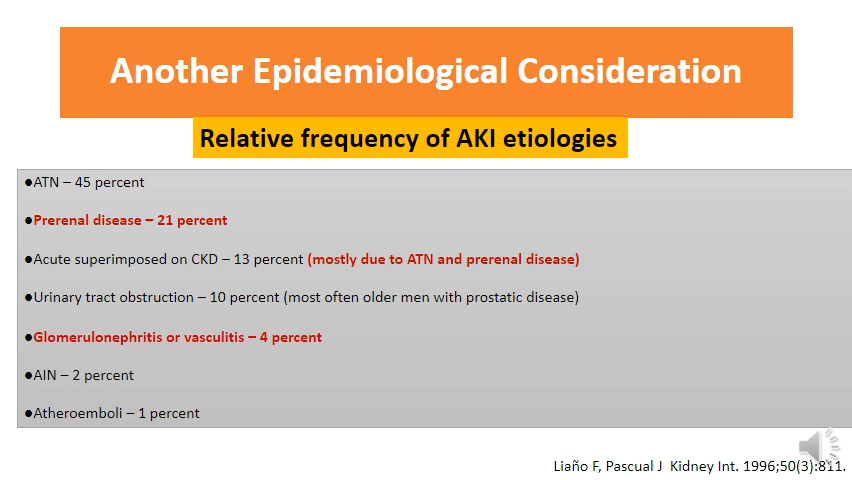 Another Epidemiological Consideration
Relative frequency of AKI etiologies
●ATN – 45 percent
●Prerenal disease – 21 percent
●Acute superimposed on CKD – 13 percent (mostly due to ATN and prerenal disease)
●Urinary tract obstruction – 10 percent (most often older men with prostatic disease)
●Glomerulonephritis or vasculitis – 4 percent
●AIN – 2 percent
●Atheroemboli – 1 percent
Liaño F, Pascual J Kidney Int. 1996;50(3):811.